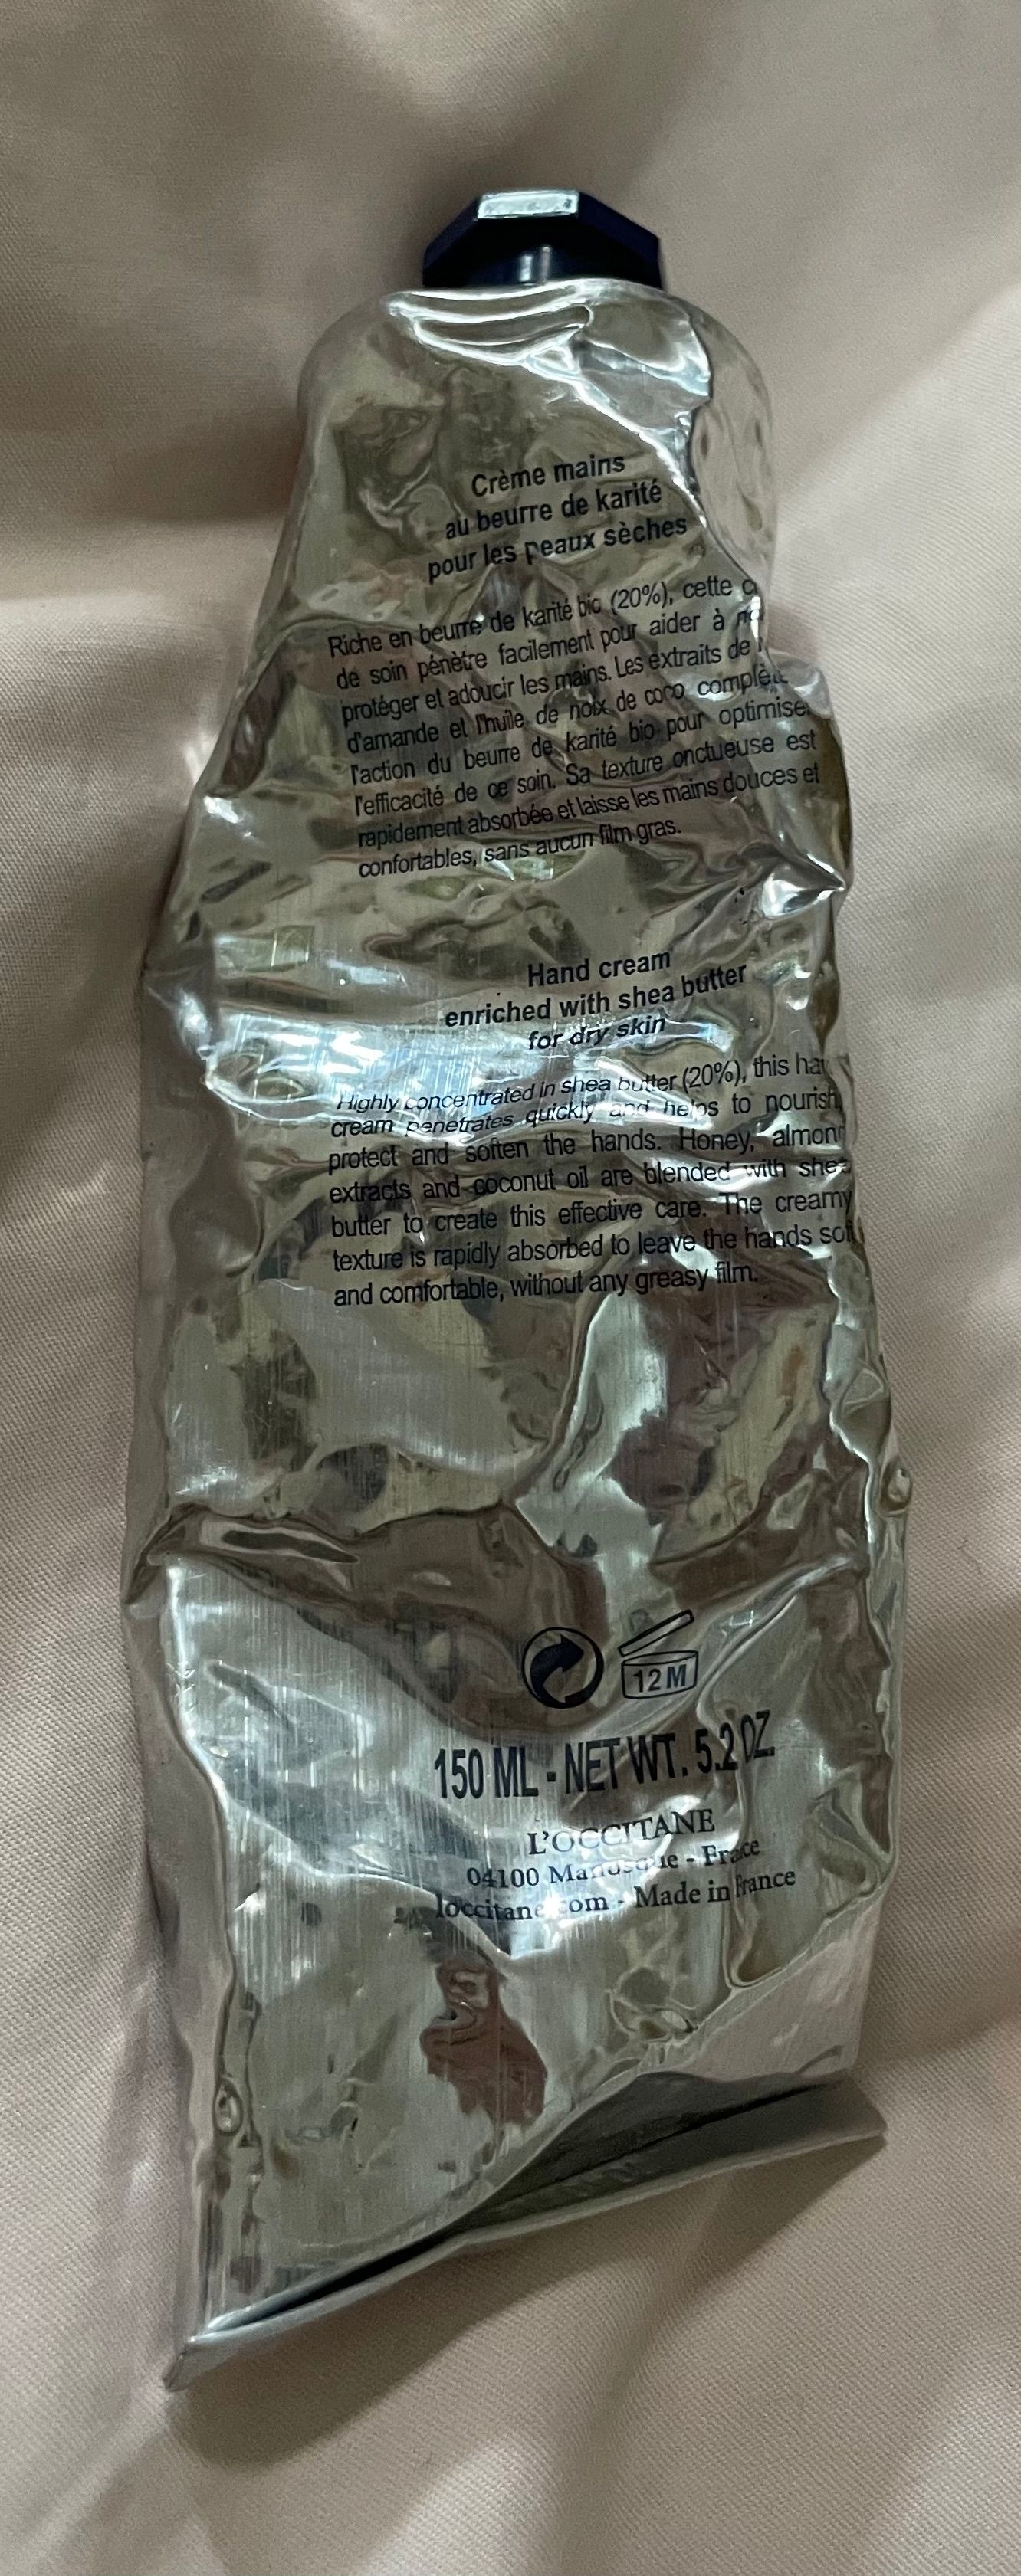 Crème mains
au beurre de karité
pour les peaux sèches
Riche en beurre de karité bio (20%), cette
de soin pénètre facilement pour aider à
protéger et adoucir les mains. Les extraits de
d'amande et l'huile de noix de coco
l'action du beurre de karité bio pour
l'efficacité de ce soin. Sa texture onctueuse est
rapidement absorbée et laisse les mains douces et
confortables, sans aucun film gras.
Hand cream
enriched with shea butter
for dry skin
Highly concentrated in shea butter (20%), this
cream penetrates quickly and helps to nourish,
protect and soften the hands. Honey, almond
extracts and coconut oil are blended with shea
butter to create this effective care. The creamy
texture is rapidly absorbed to leave the hands soft
and comfortable, without any greasy film.
12M
150 ML - NET WT. 5.2 OZ.
L'OCCITANE
04100 Manosque - France
loccitane.com - Made in France